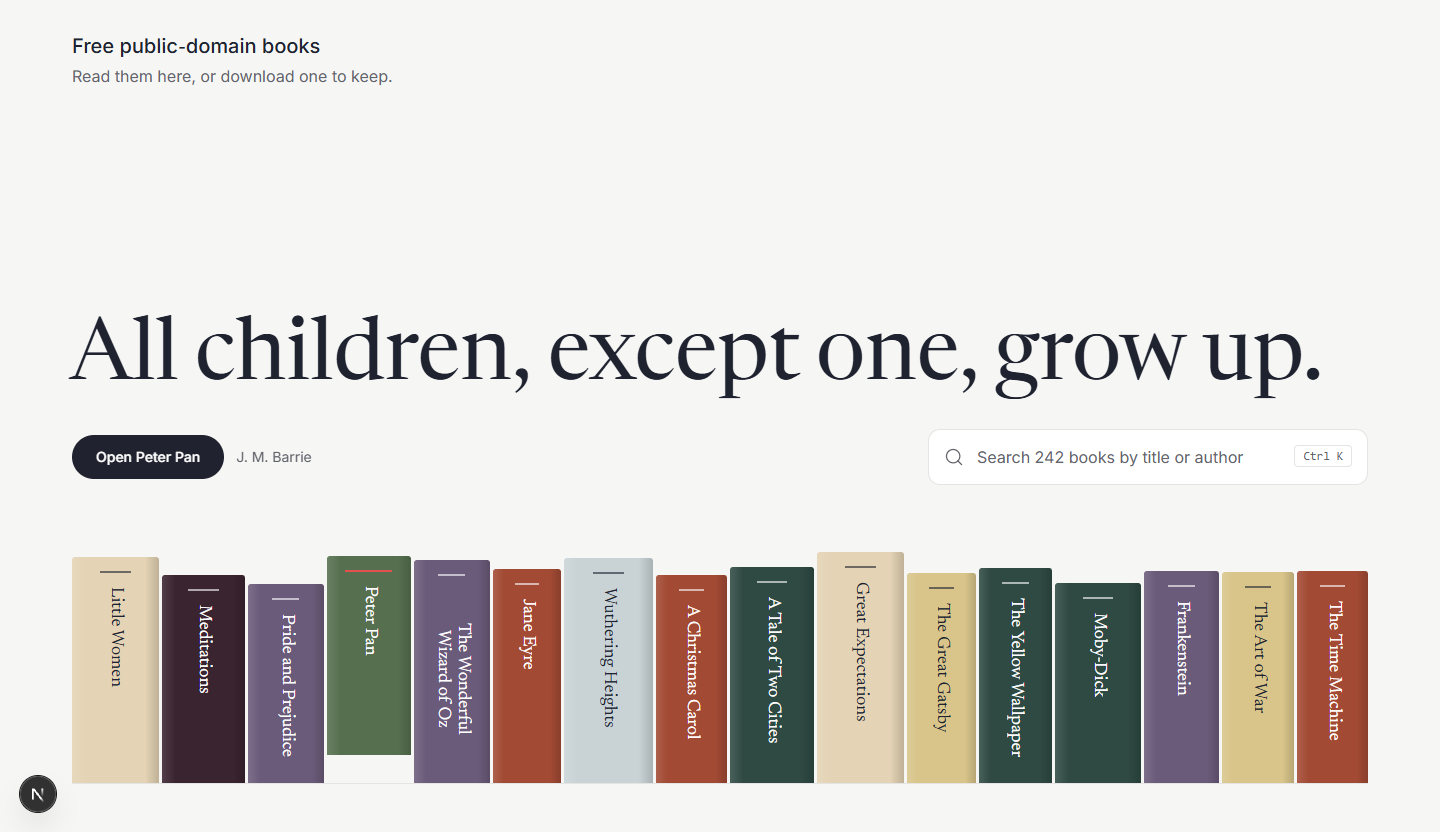 Free public-domain books
Read them here, or download one to keep.
All children, except one, grow up.
Open Peter Pan
J. M. Barrie
Search 242 books by title or author
Ctrl K
Little Women
Meditations
Pride and Prejudice
Peter Pan
The Wonderful
Wizard of Oz
Jane Eyre
Wuthering Heights
A Christmas Carol
A Tale of Two Cities
Great Expectations
The Great Gatsby
The Yellow Wallpaper
Moby-Dick
Frankenstein
The Art of War
The Time Machine
N